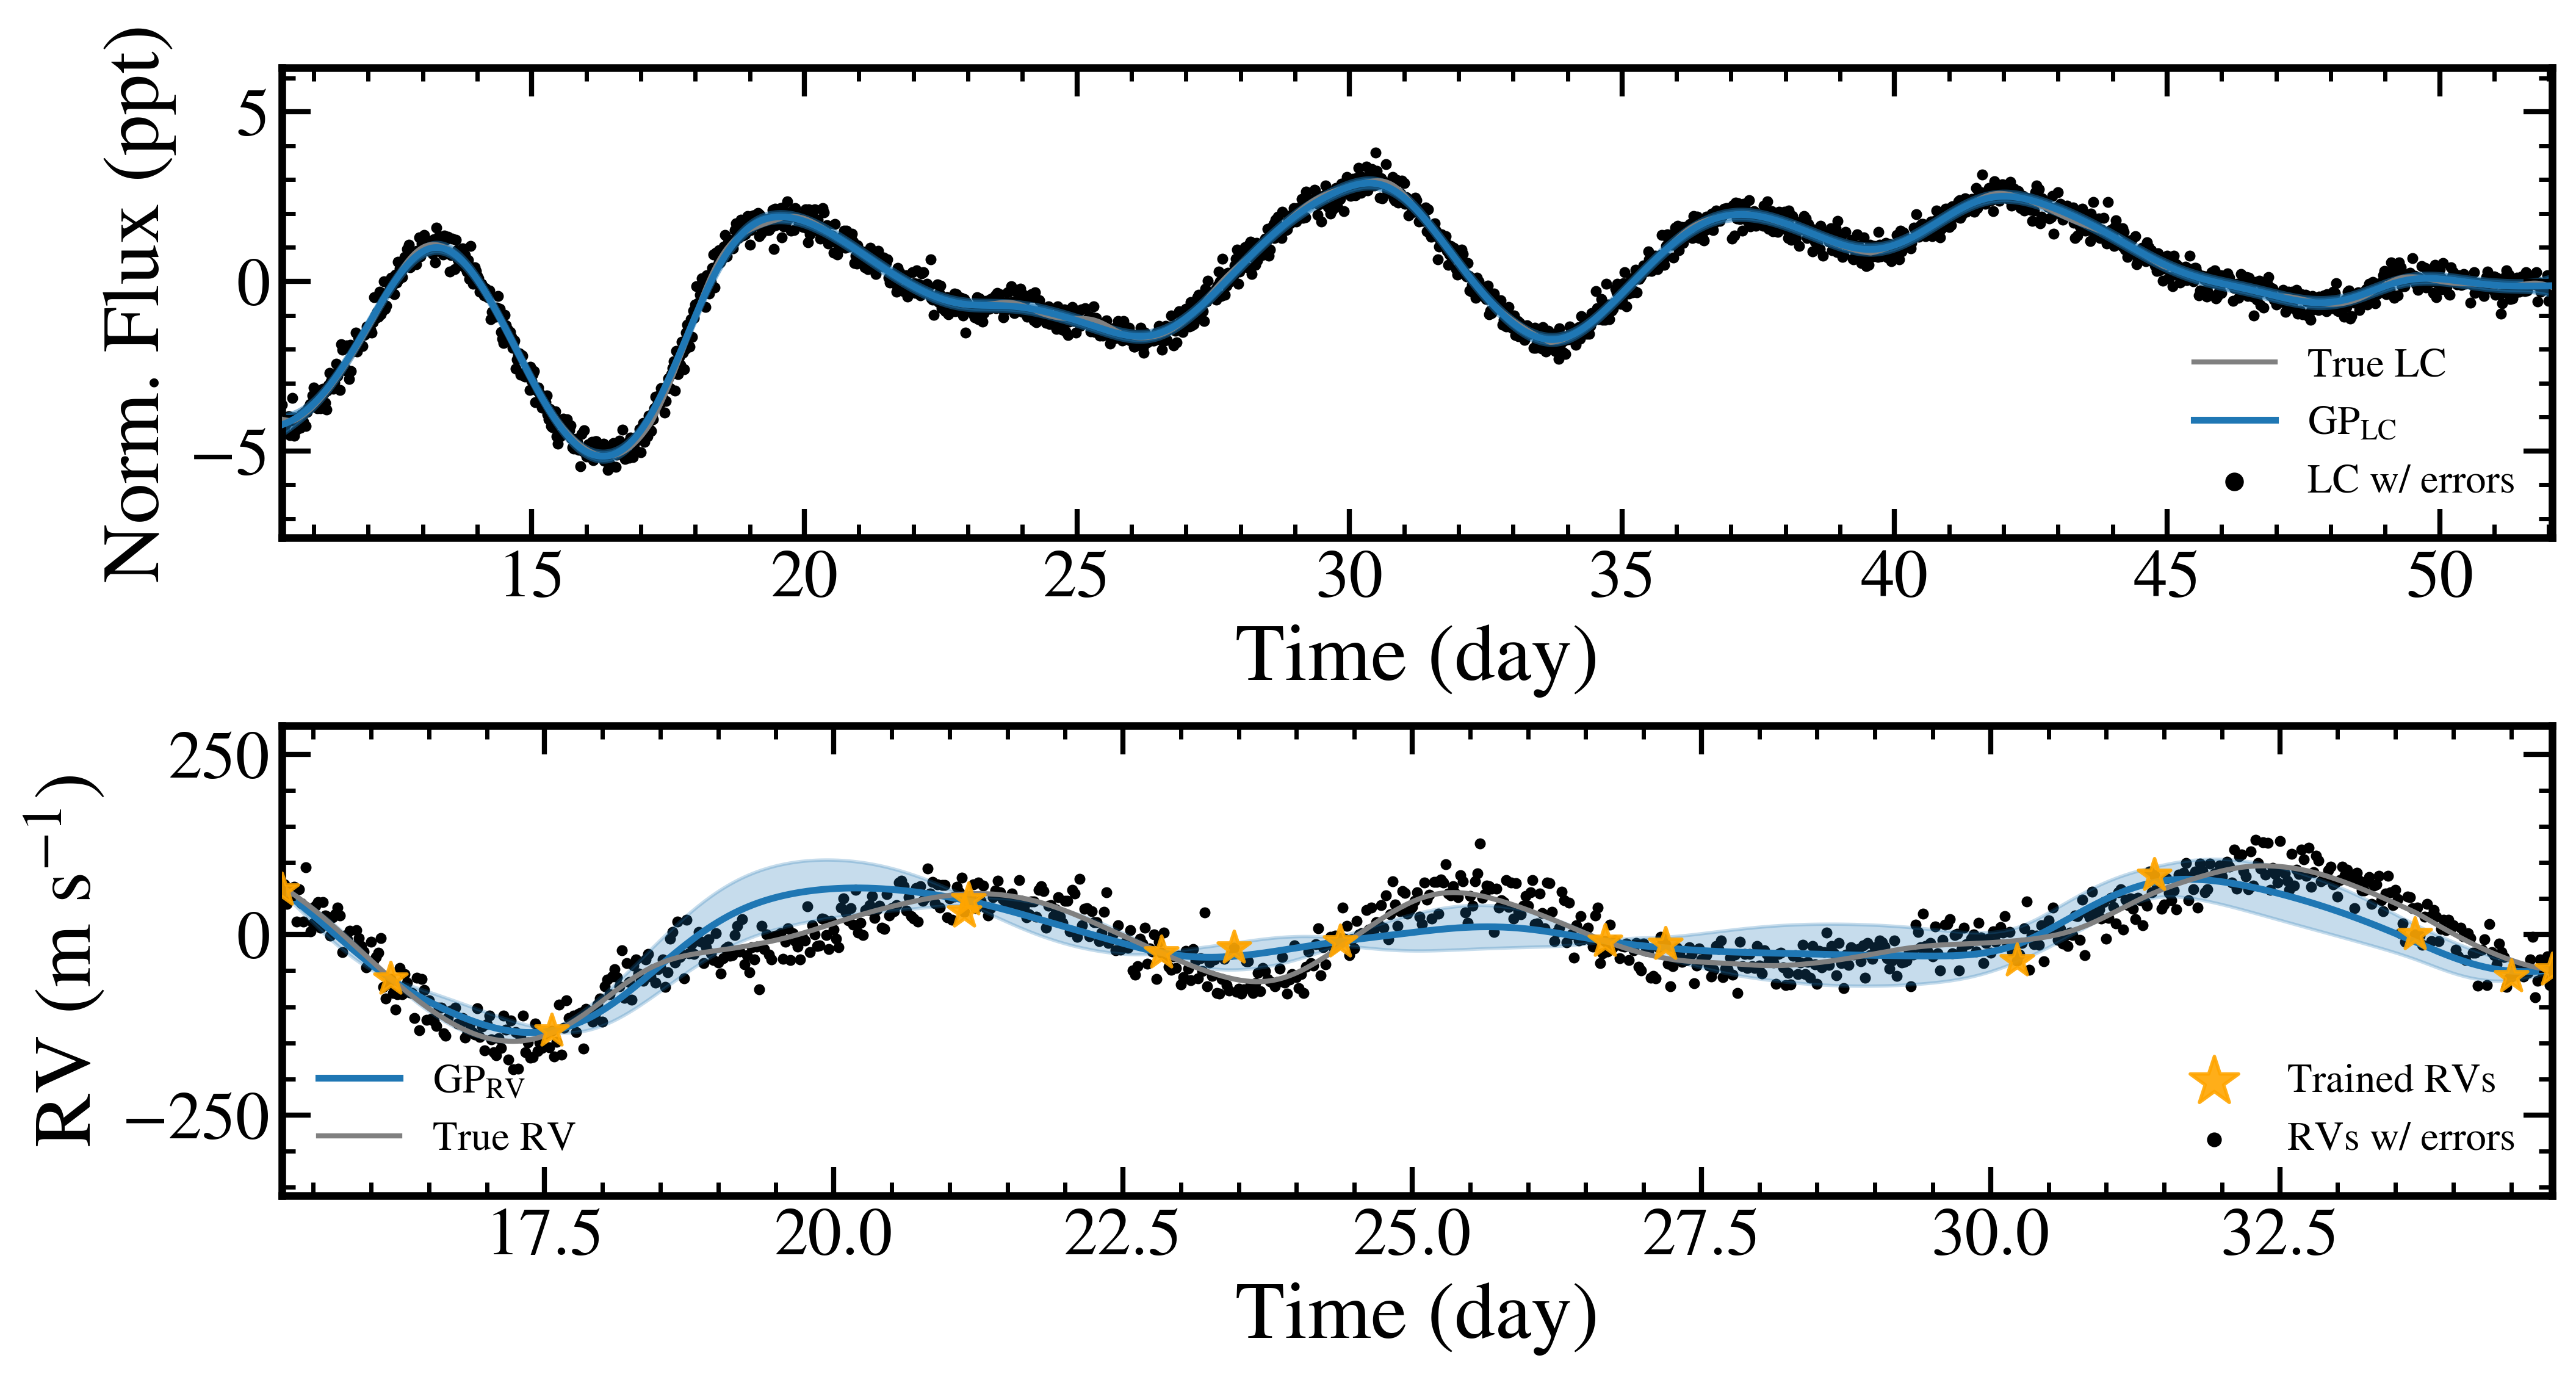 Norm. Flux (ppt)
5
0
−5
True LC
GP_LC
LC w/ errors
15 20 25 30 35 40 45 50
Time (day)
RV (m s⁻¹)
250
0
−250
GP_RV
True RV
Trained RVs
RVs w/ errors
17.5 20.0 22.5 25.0 27.5 30.0 32.5
Time (day)